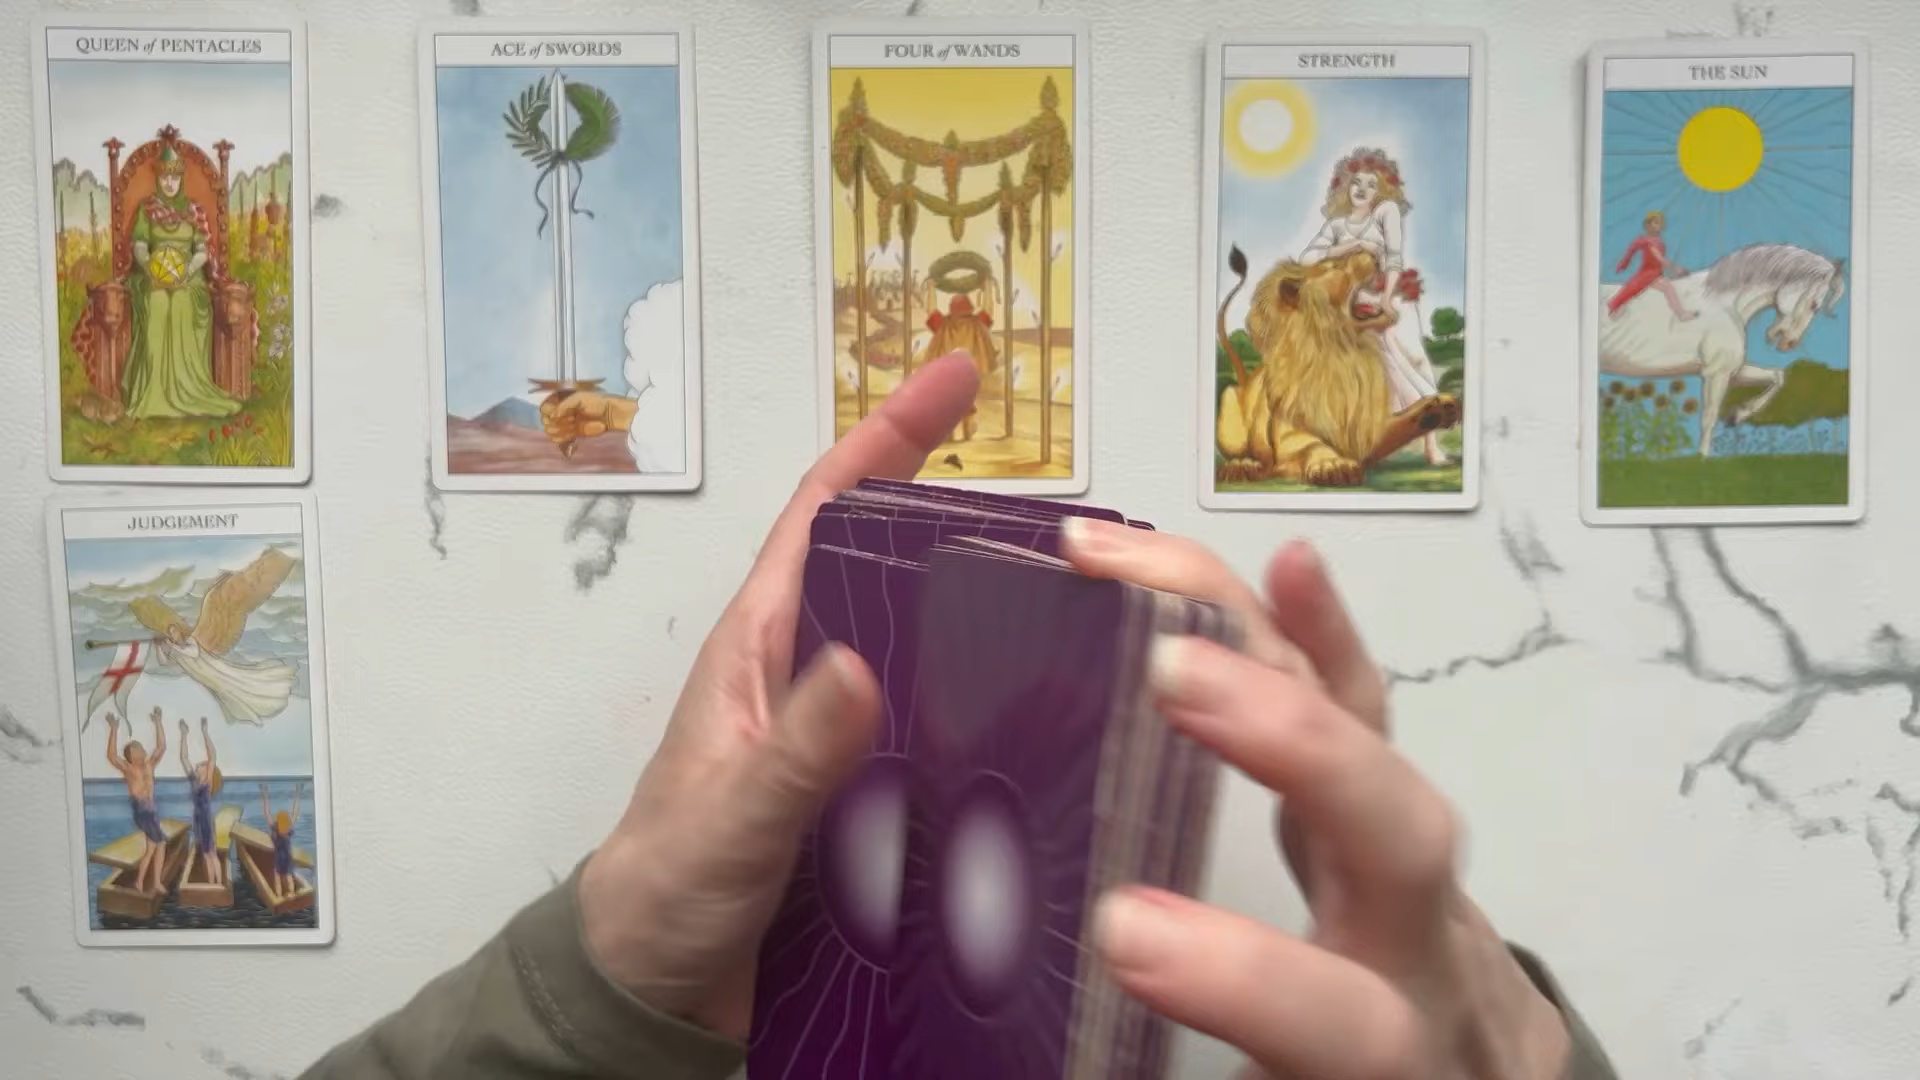 QUEEN of PENTACLES
ACE of SWORDS
FOUR of WANDS
STRENGTH
THE SUN
JUDGEMENT